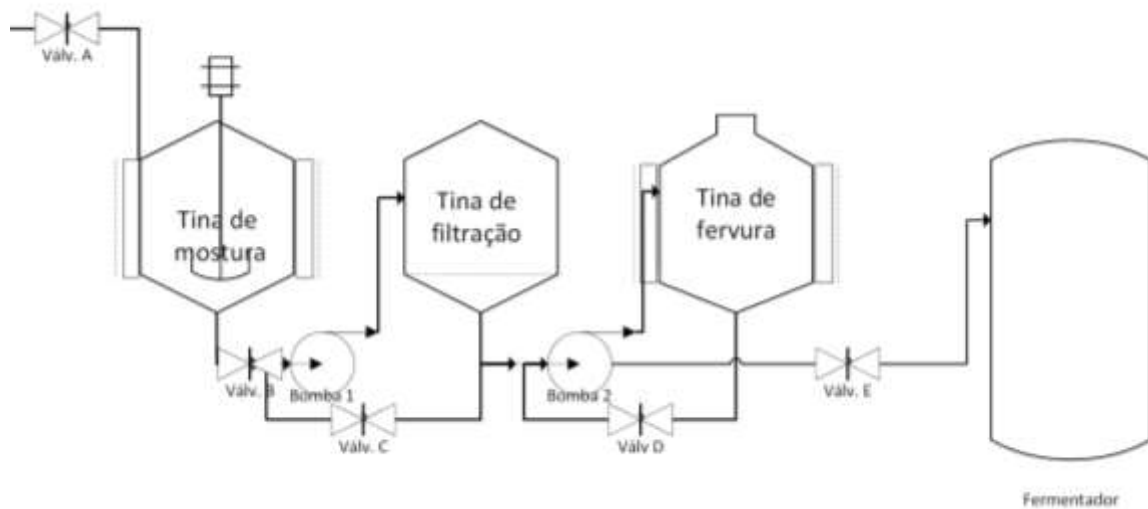 Válv. A
Tina de
mostura
Tina de
filtração
Tina de
fervura
Válv. B
Bomba 1
Bomba 2
Válv. E
Válv. C
Válv D
Fermentador